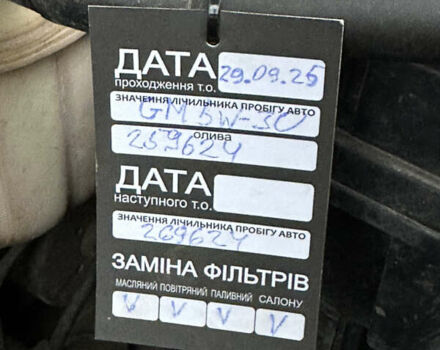 ДАТА 29.09.25
проходження т.о.
ЗНАЧЕННЯ ЛІЧИЛЬНИКА ПРОБІГУ АВТО
GM 5W-30
ОЛИВА
259624
ДАТА
наступного т.о.
ЗНАЧЕННЯ ЛІЧИЛЬНИКА ПРОБІГУ АВТО
269624
ЗАМІНА ФІЛЬТРІВ
МАСЛЯНИЙ ПОВІТРЯНИЙ ПАЛИВНИЙ САЛОНУ
V V V V